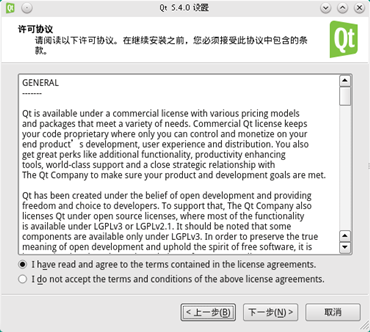 Qt 5.4.0 设置
许可协议
请阅读以下许可协议。在继续安装之前，您必须接受此协议中包含的条
款。
Qt
GENERAL
-------
Qt is available under a commercial license with various pricing models
and packages that meet a variety of needs. Commercial Qt license keeps
your code proprietary where only you can control and monetize on your
end product’s development, user experience and distribution. You also
get great perks like additional functionality, productivity enhancing
tools, world-class support and a close strategic relationship with
The Qt Company to make sure your product and development goals are met.
Qt has been created under the belief of open development and providing
freedom and choice to developers. To support that, The Qt Company also
licenses Qt under open source licenses, where most of the functionality
is available under LGPLv3 or LGPLv2.1. It should be noted that some
components are available only under LGPLv3. In order to preserve the true
meaning of open development and uphold the spirit of free software, it is
I have read and agree to the terms contained in the license agreements.
I do not accept the terms and conditions of the above license agreements.
< 上一步(B)
下一步(N) >
取消